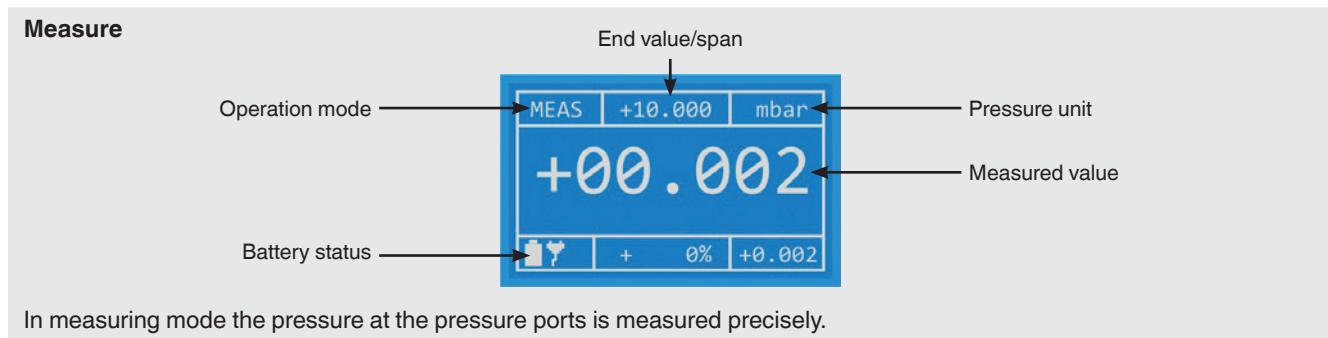 Measure
End value/span
Operation mode
MEAS +10.000 mbar
Pressure unit
+00.002
Measured value
Battery status
+ 0% +0.002
In measuring mode the pressure at the pressure ports is measured precisely.